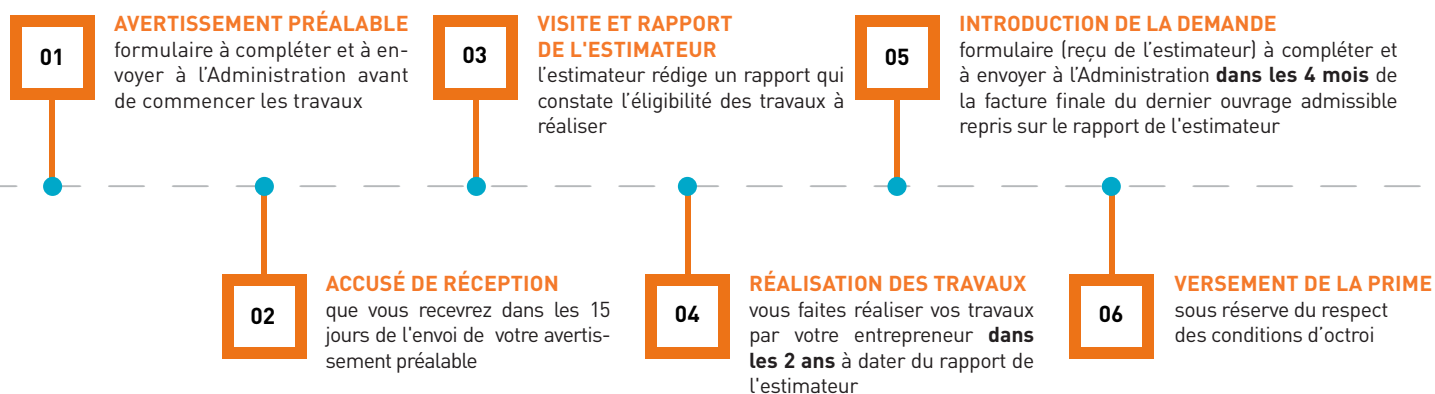 01
AVERTISSEMENT PRÉALABLE
formulaire à compléter et à en-
voyer à l’Administration avant
de commencer les travaux
02
ACCUSÉ DE RÉCEPTION
que vous recevrez dans les 15
jours de l'envoi de votre avertis-
sement préalable
03
VISITE ET RAPPORT
DE L'ESTIMATEUR
l’estimateur rédige un rapport qui
constate l’éligibilité des travaux à
réaliser
04
RÉALISATION DES TRAVAUX
vous faites réaliser vos travaux
par votre entrepreneur dans
les 2 ans à dater du rapport de
l'estimateur
05
INTRODUCTION DE LA DEMANDE
formulaire (reçu de l’estimateur) à compléter et
à envoyer à l’Administration dans les 4 mois de
la facture finale du dernier ouvrage admissible
repris sur le rapport de l'estimateur
06
VERSEMENT DE LA PRIME
sous réserve du respect
des conditions d’octroi